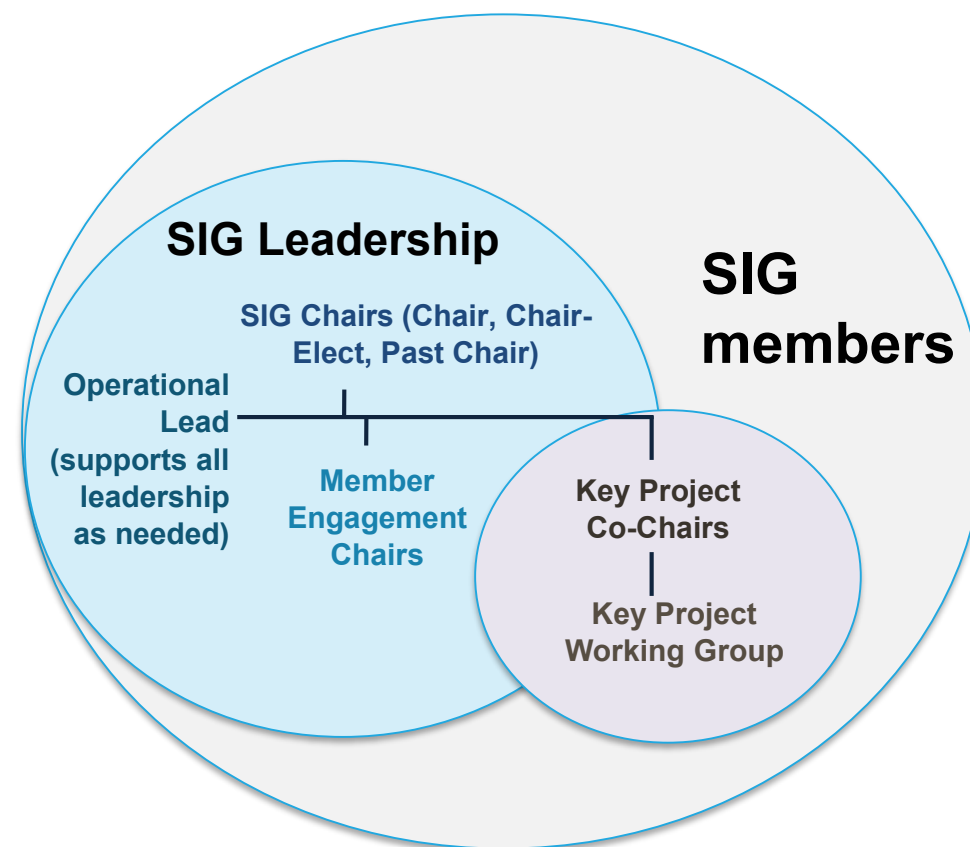 SIG Leadership
SIG
members
SIG Chairs (Chair, Chair-
Elect, Past Chair)
Operational
Lead
(supports all
leadership
as needed)
Member
Engagement
Chairs
Key Project
Co-Chairs
Key Project
Working Group